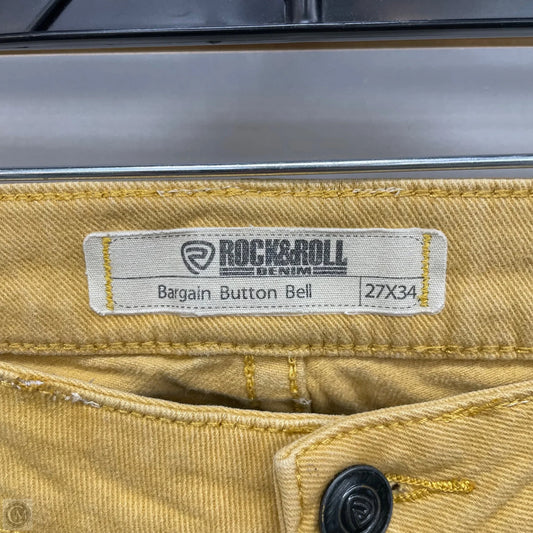 ROCK&ROLL
DENIM
Bargain Button Bell 27X34